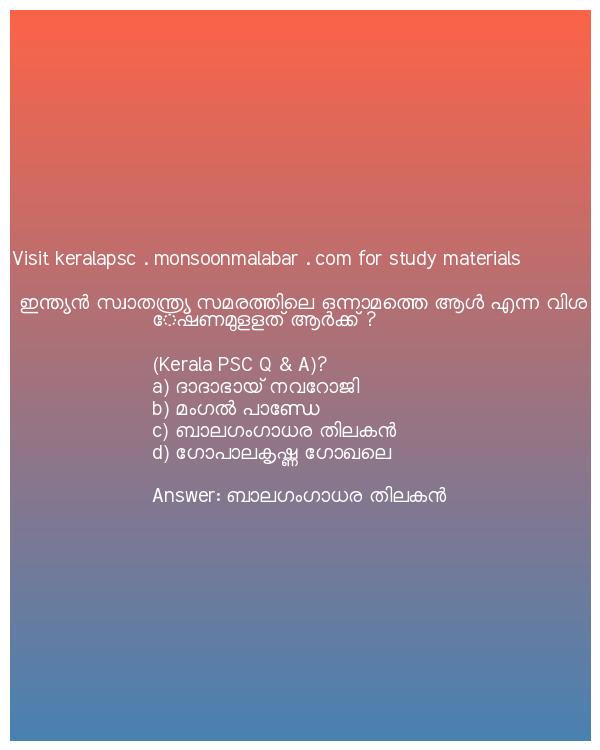 Visit keralapsc . monsoonmalabar . com for study materials
ഇന്ത്യൻ സ്വാതന്ത്ര്യ സമരത്തിലെ ഒന്നാമത്തെ ആൾ എന്ന വിശ
േഷണമുളളത് ആർക്ക് ?
(Kerala PSC Q & A)?
a) ദാദാഭായ് നവറോജി
b) മംഗൽ പാണ്ഡേ
c) ബാലഗംഗാധര തിലകൻ
d) ഗോപാലകൃഷ്ണ ഗോഖലെ
Answer: ബാലഗംഗാധര തിലകൻ